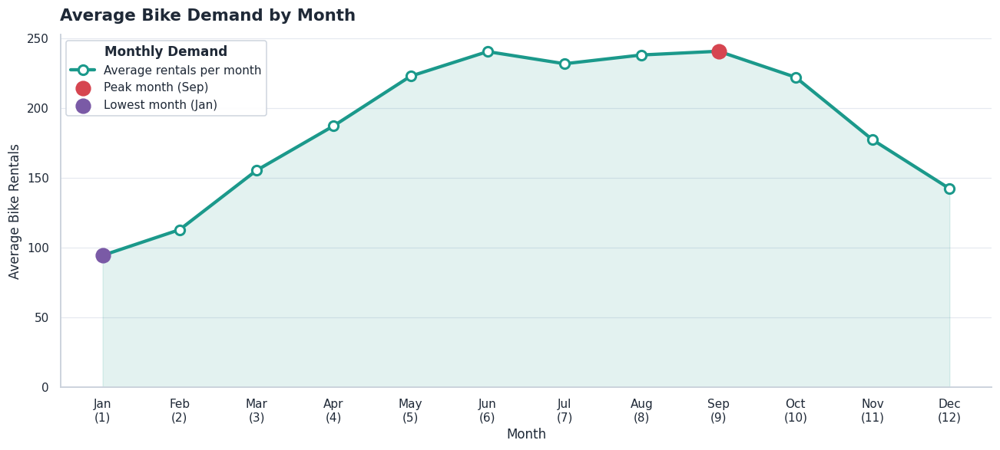 Average Bike Demand by Month
250
200
150
100
50
0
Average Bike Rentals
Monthly Demand
Average rentals per month
Peak month (Sep)
Lowest month (Jan)
Jan Feb Mar Apr May Jun Jul Aug Sep Oct Nov Dec
(1) (2) (3) (4) (5) (6) (7) (8) (9) (10) (11) (12)
Month